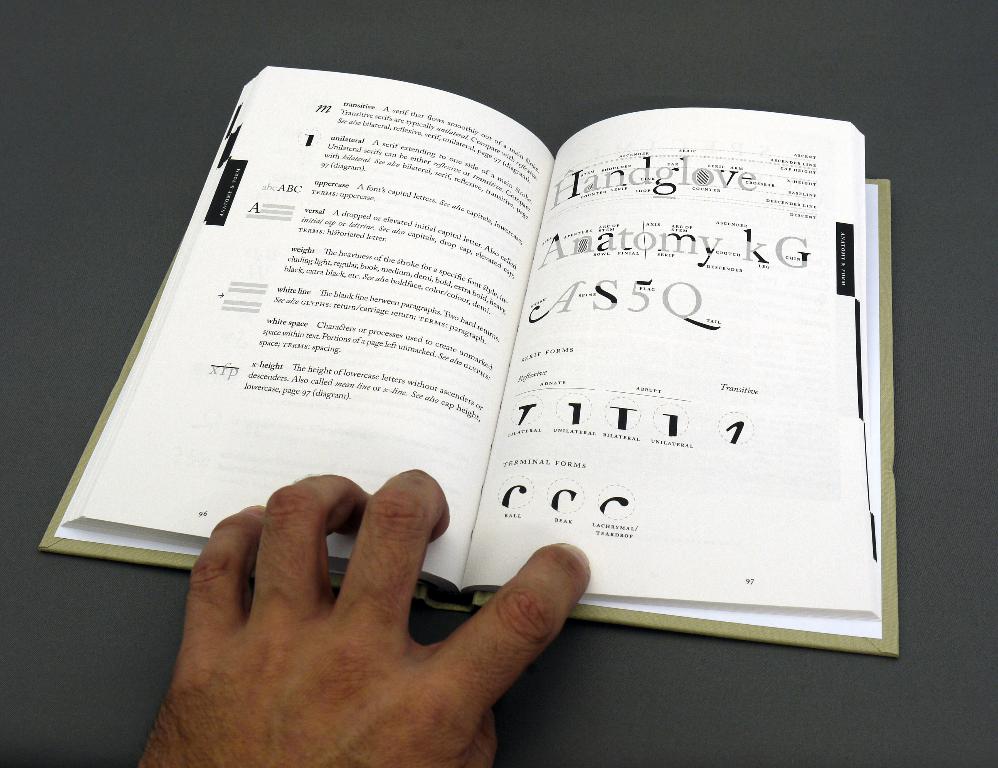 m transitive A serif that flows smoothly out of a main stroke.
Transitive serifs are typically unilateral. Compare with reflexive.
See also bilateral, reflexive, serif, unilateral, page 97 (diagram).
unilateral A serif extending to one side of a main stroke.
Unilateral serifs can be either reflexive or transitive. Compare
with bilateral. See also bilateral, serif, reflexive, transitive, page
97 (diagram).
abcABC uppercase A font's capital letters. See also capitals, lowercase,
TERMS: uppercase.
A versal A dropped or elevated initial capital letter. Also called
initial cap or lettrine. See also capitals, drop cap, elevated cap,
TERMS: historiated letter.
weight The heaviness of the stroke for a specific font style, in-
cluding light, regular, book, medium, demi, bold, extra bold, heavy,
black, extra black, etc. See also boldface, color/colour, demi.
white line The blank line between paragraphs. Two hard returns.
See also GLYPHS: return/carriage return; TERMS: paragraph.
white space Characters or processes used to create unmarked
space within text. Portions of a page left unmarked. See also GLYPHS:
space; TERMS: spacing.
xfp x-height The height of lowercase letters without ascenders or
descenders. Also called mean line or x-line. See also cap height,
lowercase, page 97 (diagram).
96
ASCENDER SERIF ASCENT
ASCENDER LINE
CAP HEIGHT
Handglove
X-HEIGHT
CROSSBAR
BASELINE
COUNTER
DESCENDER LINE
DESCENT
ANATOMY & FORM
AXIS ASCENDER
Anatomy k G
BOWL FINIAL SERIF CROTCH LEG
DESCENDER
SPINE FLAG
A S 5 Q
TAIL
SERIF FORMS
Reflexive Transitive
ADNATE ABRUPT
BILATERAL UNILATERAL BILATERAL UNILATERAL
TERMINAL FORMS
BALL BEAK LACHRYMAL/
TEARDROP
97